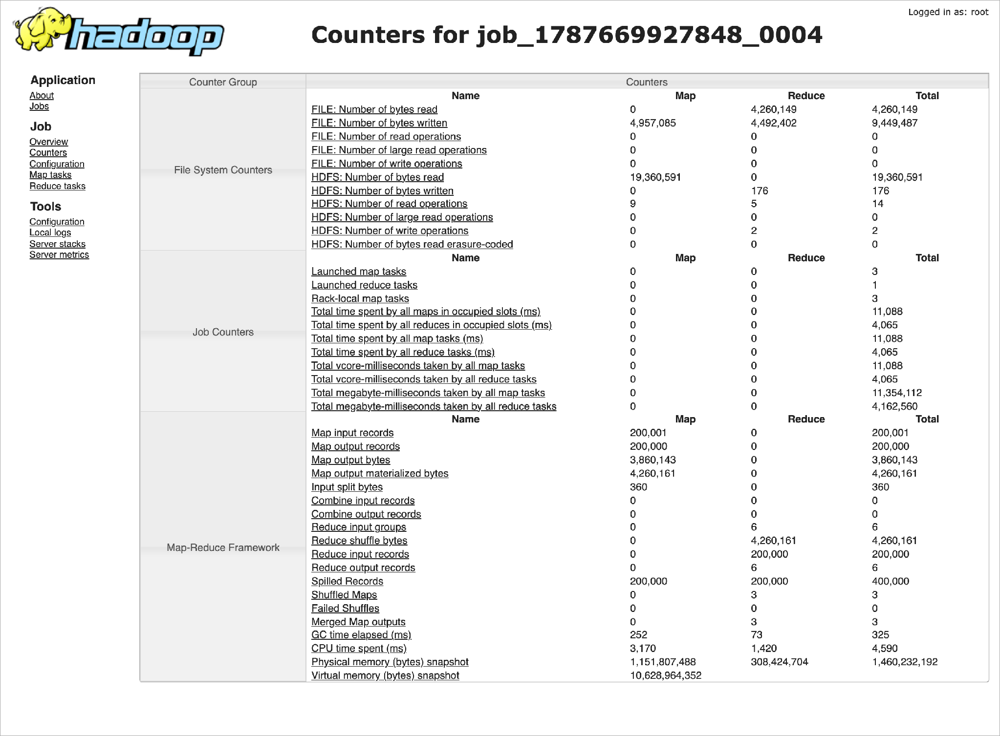 Logged in as: root
hadoop
Counters for job_1787669927848_0004
Application
About
Jobs
Job
Overview
Counters
Configuration
Map tasks
Reduce tasks
Tools
Configuration
Local logs
Server stacks
Server metrics
Counter Group Counters
File System Counters
Name Map Reduce Total
FILE: Number of bytes read 0 4,260,149 4,260,149
FILE: Number of bytes written 4,957,085 4,492,402 9,449,487
FILE: Number of read operations 0 0 0
FILE: Number of large read operations 0 0 0
FILE: Number of write operations 0 0 0
HDFS: Number of bytes read 19,360,591 0 19,360,591
HDFS: Number of bytes written 0 176 176
HDFS: Number of read operations 9 5 14
HDFS: Number of large read operations 0 0 0
HDFS: Number of write operations 0 2 2
HDFS: Number of bytes read erasure-coded 0 0 0
Job Counters
Name Map Reduce Total
Launched map tasks 0 0 3
Launched reduce tasks 0 0 1
Rack-local map tasks 0 0 3
Total time spent by all maps in occupied slots (ms) 0 0 11,088
Total time spent by all reduces in occupied slots (ms) 0 0 4,065
Total time spent by all map tasks (ms) 0 0 11,088
Total time spent by all reduce tasks (ms) 0 0 4,065
Total vcore-milliseconds taken by all map tasks 0 0 11,088
Total vcore-milliseconds taken by all reduce tasks 0 0 4,065
Total megabyte-milliseconds taken by all map tasks 0 0 11,354,112
Total megabyte-milliseconds taken by all reduce tasks 0 0 4,162,560
Map-Reduce Framework
Name Map Reduce Total
Map input records 200,001 0 200,001
Map output records 200,000 0 200,000
Map output bytes 3,860,143 0 3,860,143
Map output materialized bytes 4,260,161 0 4,260,161
Input split bytes 360 0 360
Combine input records 0 0 0
Combine output records 0 0 0
Reduce input groups 0 6 6
Reduce shuffle bytes 0 4,260,161 4,260,161
Reduce input records 0 200,000 200,000
Reduce output records 0 6 6
Spilled Records 200,000 200,000 400,000
Shuffled Maps 0 3 3
Failed Shuffles 0 0 0
Merged Map outputs 0 3 3
GC time elapsed (ms) 252 73 325
CPU time spent (ms) 3,170 1,420 4,590
Physical memory (bytes) snapshot 1,151,807,488 308,424,704 1,460,232,192
Virtual memory (bytes) snapshot 10,628,964,352